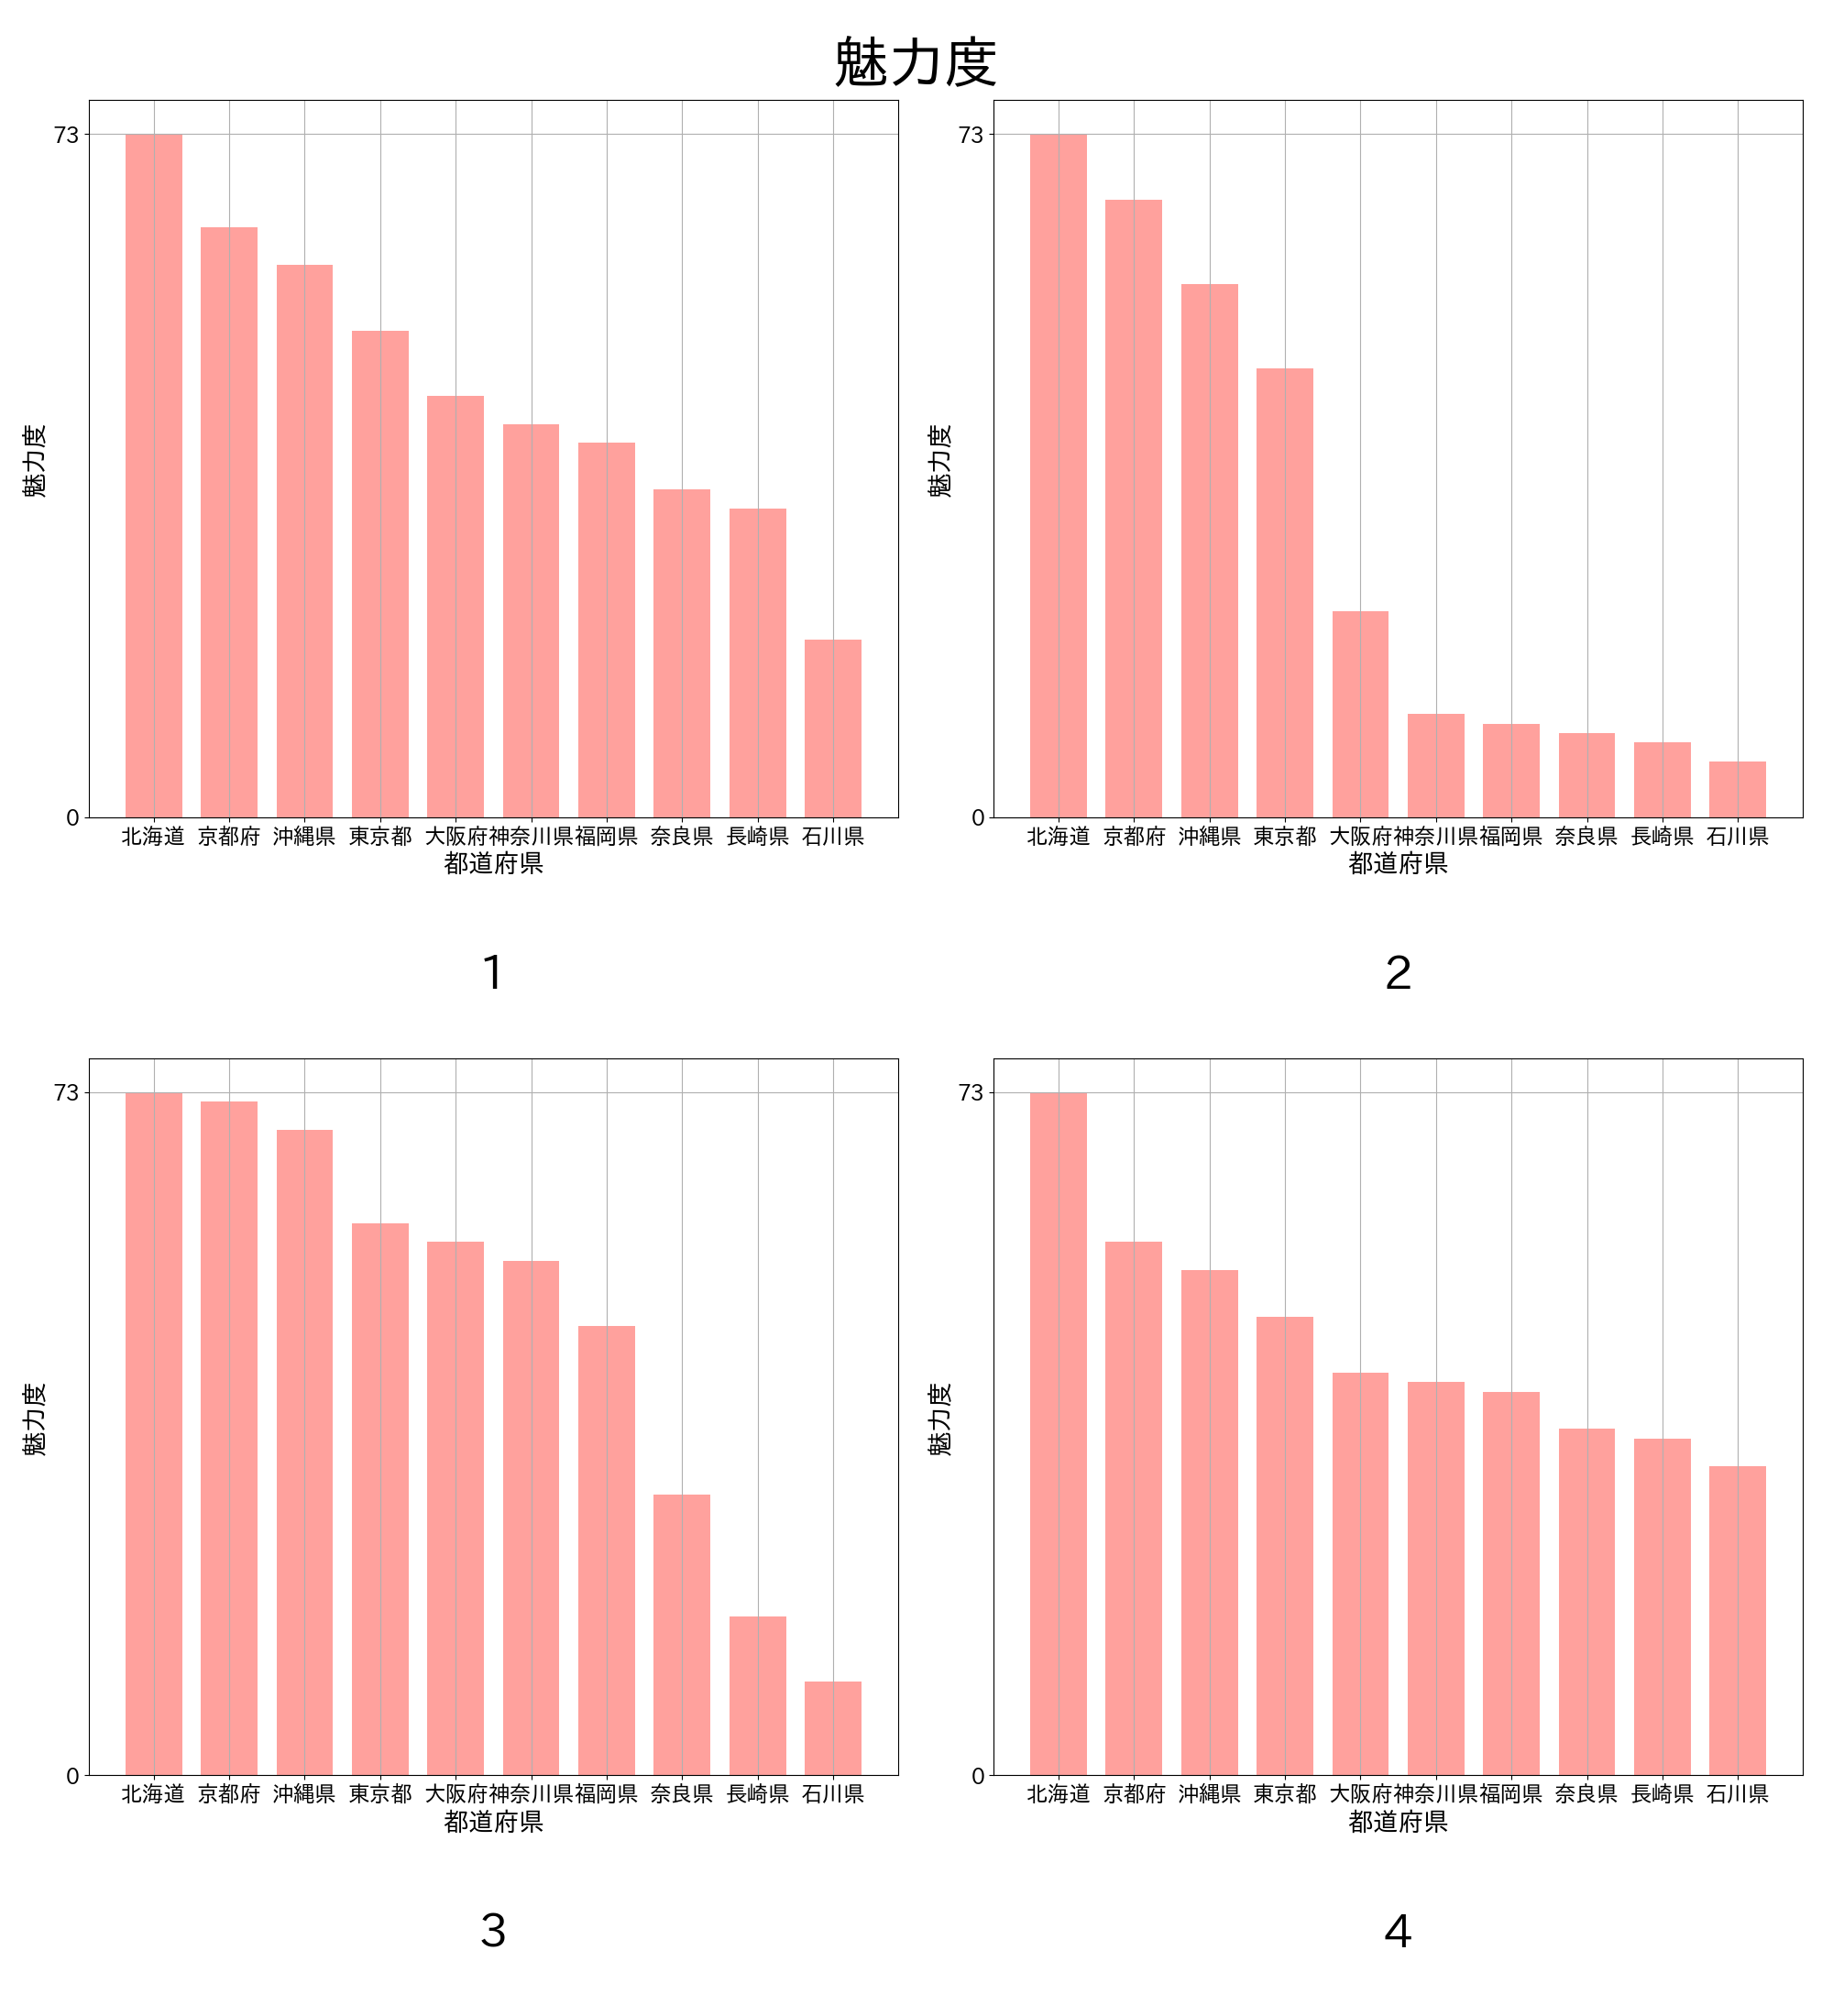 魅力度
73
0
魅力度
北海道 京都府 沖縄県 東京都 大阪府 神奈川県 福岡県 奈良県 長崎県 石川県
都道府県
1
73
0
魅力度
北海道 京都府 沖縄県 東京都 大阪府 神奈川県 福岡県 奈良県 長崎県 石川県
都道府県
2
73
0
魅力度
北海道 京都府 沖縄県 東京都 大阪府 神奈川県 福岡県 奈良県 長崎県 石川県
都道府県
3
73
0
魅力度
北海道 京都府 沖縄県 東京都 大阪府 神奈川県 福岡県 奈良県 長崎県 石川県
都道府県
4